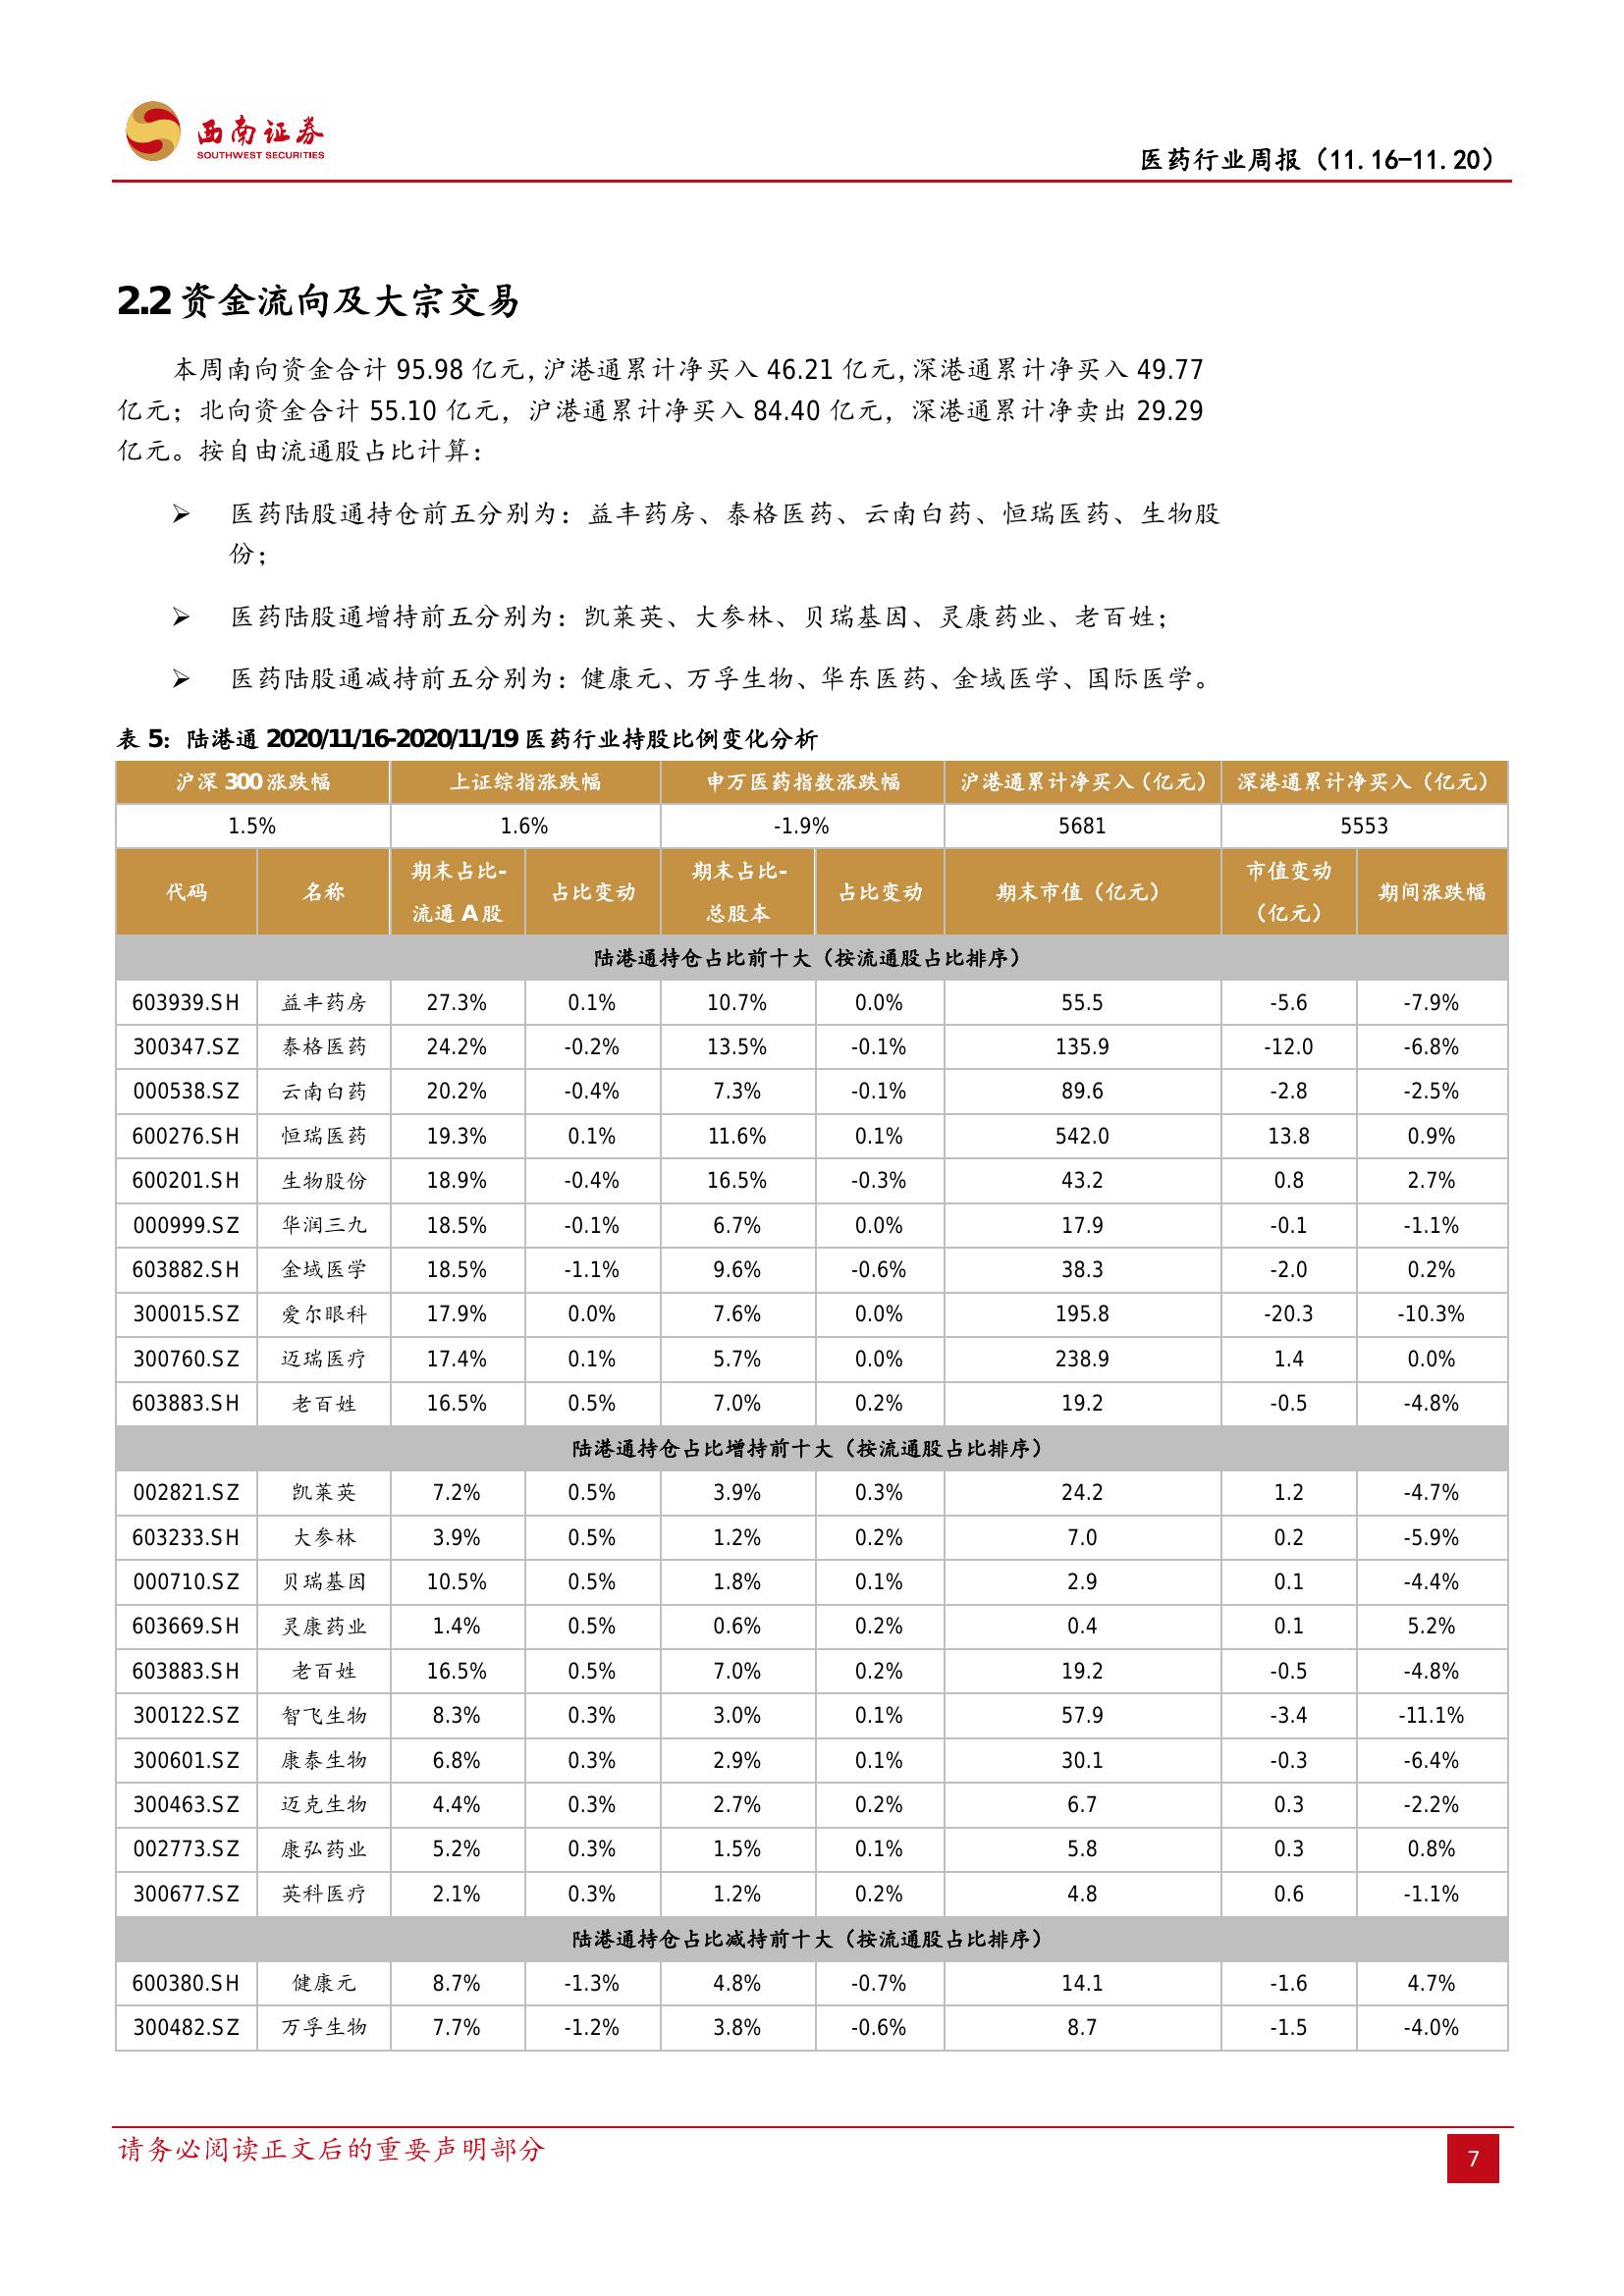 西南证券
SOUTHWEST SECURITIES
医药行业周报（11.16-11.20）
2.2 资金流向及大宗交易
本周南向资金合计 95.98 亿元，沪港通累计净买入 46.21 亿元，深港通累计净买入 49.77
亿元；北向资金合计 55.10 亿元，沪港通累计净买入 84.40 亿元，深港通累计净卖出 29.29
亿元。按自由流通股占比计算：
➢ 医药陆股通持仓前五分别为：益丰药房、泰格医药、云南白药、恒瑞医药、生物股
份；
➢ 医药陆股通增持前五分别为：凯莱英、大参林、贝瑞基因、灵康药业、老百姓；
➢ 医药陆股通减持前五分别为：健康元、万孚生物、华东医药、金域医学、国际医学。
表 5：陆港通 2020/11/16-2020/11/19 医药行业持股比例变化分析
沪深 300 涨跌幅 上证综指涨跌幅 申万医药指数涨跌幅 沪港通累计净买入（亿元） 深港通累计净买入（亿元）
1.5% 1.6% -1.9% 5681 5553
代码 名称 期末占比-流通 A 股 占比变动 期末占比-总股本 占比变动 期末市值（亿元） 市值变动（亿元） 期间涨跌幅
陆港通持仓占比前十大（按流通股占比排序）
603939.SH 益丰药房 27.3% 0.1% 10.7% 0.0% 55.5 -5.6 -7.9%
300347.SZ 泰格医药 24.2% -0.2% 13.5% -0.1% 135.9 -12.0 -6.8%
000538.SZ 云南白药 20.2% -0.4% 7.3% -0.1% 89.6 -2.8 -2.5%
600276.SH 恒瑞医药 19.3% 0.1% 11.6% 0.1% 542.0 13.8 0.9%
600201.SH 生物股份 18.9% -0.4% 16.5% -0.3% 43.2 0.8 2.7%
000999.SZ 华润三九 18.5% -0.1% 6.7% 0.0% 17.9 -0.1 -1.1%
603882.SH 金域医学 18.5% -1.1% 9.6% -0.6% 38.3 -2.0 0.2%
300015.SZ 爱尔眼科 17.9% 0.0% 7.6% 0.0% 195.8 -20.3 -10.3%
300760.SZ 迈瑞医疗 17.4% 0.1% 5.7% 0.0% 238.9 1.4 0.0%
603883.SH 老百姓 16.5% 0.5% 7.0% 0.2% 19.2 -0.5 -4.8%
陆港通持仓占比增持前十大（按流通股占比排序）
002821.SZ 凯莱英 7.2% 0.5% 3.9% 0.3% 24.2 1.2 -4.7%
603233.SH 大参林 3.9% 0.5% 1.2% 0.2% 7.0 0.2 -5.9%
000710.SZ 贝瑞基因 10.5% 0.5% 1.8% 0.1% 2.9 0.1 -4.4%
603669.SH 灵康药业 1.4% 0.5% 0.6% 0.2% 0.4 0.1 5.2%
603883.SH 老百姓 16.5% 0.5% 7.0% 0.2% 19.2 -0.5 -4.8%
300122.SZ 智飞生物 8.3% 0.3% 3.0% 0.1% 57.9 -3.4 -11.1%
300601.SZ 康泰生物 6.8% 0.3% 2.9% 0.1% 30.1 -0.3 -6.4%
300463.SZ 迈克生物 4.4% 0.3% 2.7% 0.2% 6.7 0.3 -2.2%
002773.SZ 康弘药业 5.2% 0.3% 1.5% 0.1% 5.8 0.3 0.8%
300677.SZ 英科医疗 2.1% 0.3% 1.2% 0.2% 4.8 0.6 -1.1%
陆港通持仓占比减持前十大（按流通股占比排序）
600380.SH 健康元 8.7% -1.3% 4.8% -0.7% 14.1 -1.6 4.7%
300482.SZ 万孚生物 7.7% -1.2% 3.8% -0.6% 8.7 -1.5 -4.0%
请务必阅读正文后的重要声明部分
7